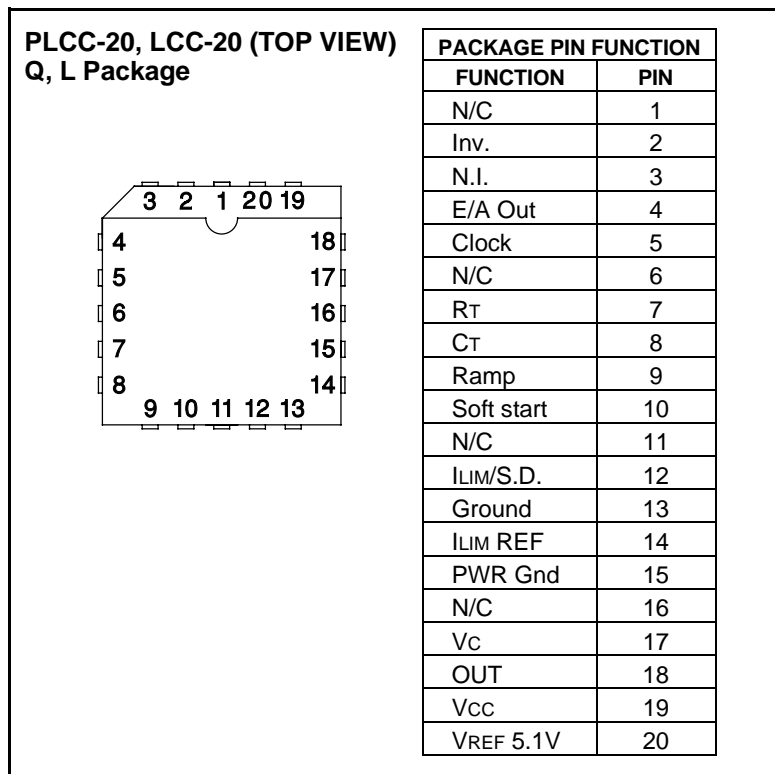 PLCC-20, LCC-20 (TOP VIEW)
Q, L Package
3 2 1 20 19
4 18
5 17
6 16
7 15
8 14
9 10 11 12 13
PACKAGE PIN FUNCTION
FUNCTION PIN
N/C 1
Inv. 2
N.I. 3
E/A Out 4
Clock 5
N/C 6
RT 7
CT 8
Ramp 9
Soft start 10
N/C 11
ILIM/S.D. 12
Ground 13
ILIM REF 14
PWR Gnd 15
N/C 16
VC 17
OUT 18
VCC 19
VREF 5.1V 20